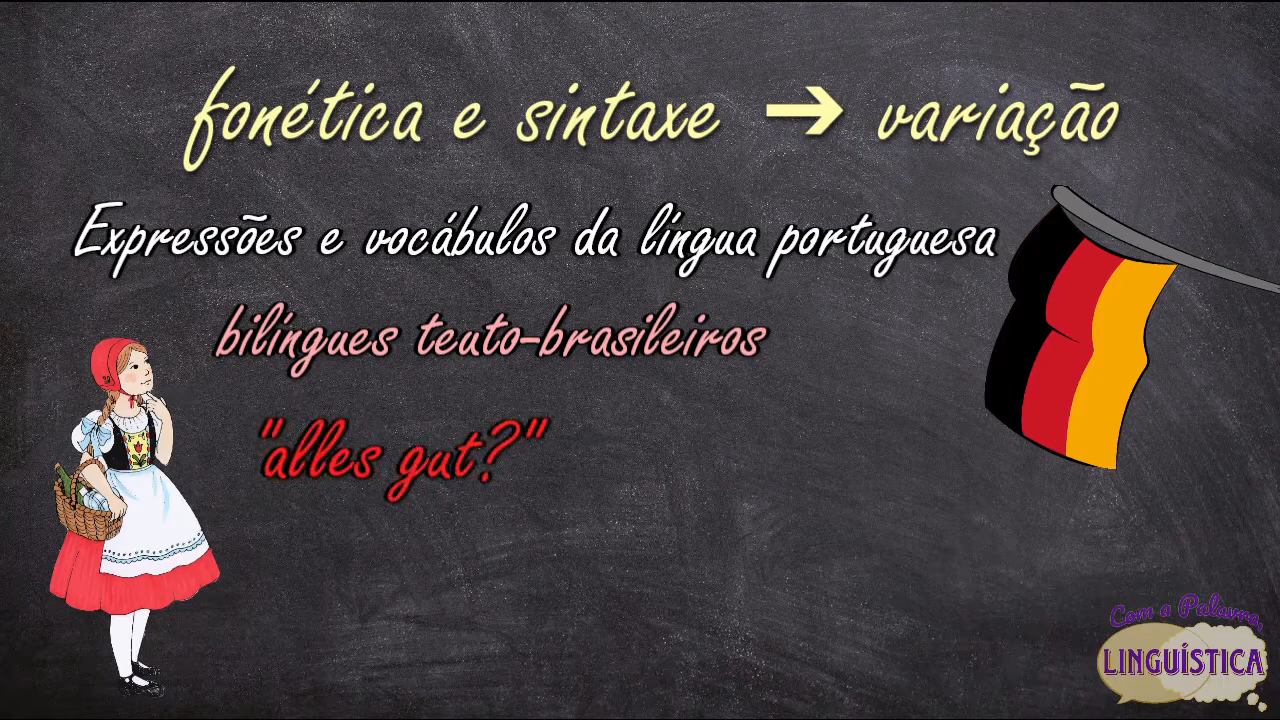 fonética e sintaxe ➔ variação
Expressões e vocábulos da língua portuguesa
bilíngues teuto-brasileiros
"alles gut?"
Com a Palavra,
LINGUÍSTICA